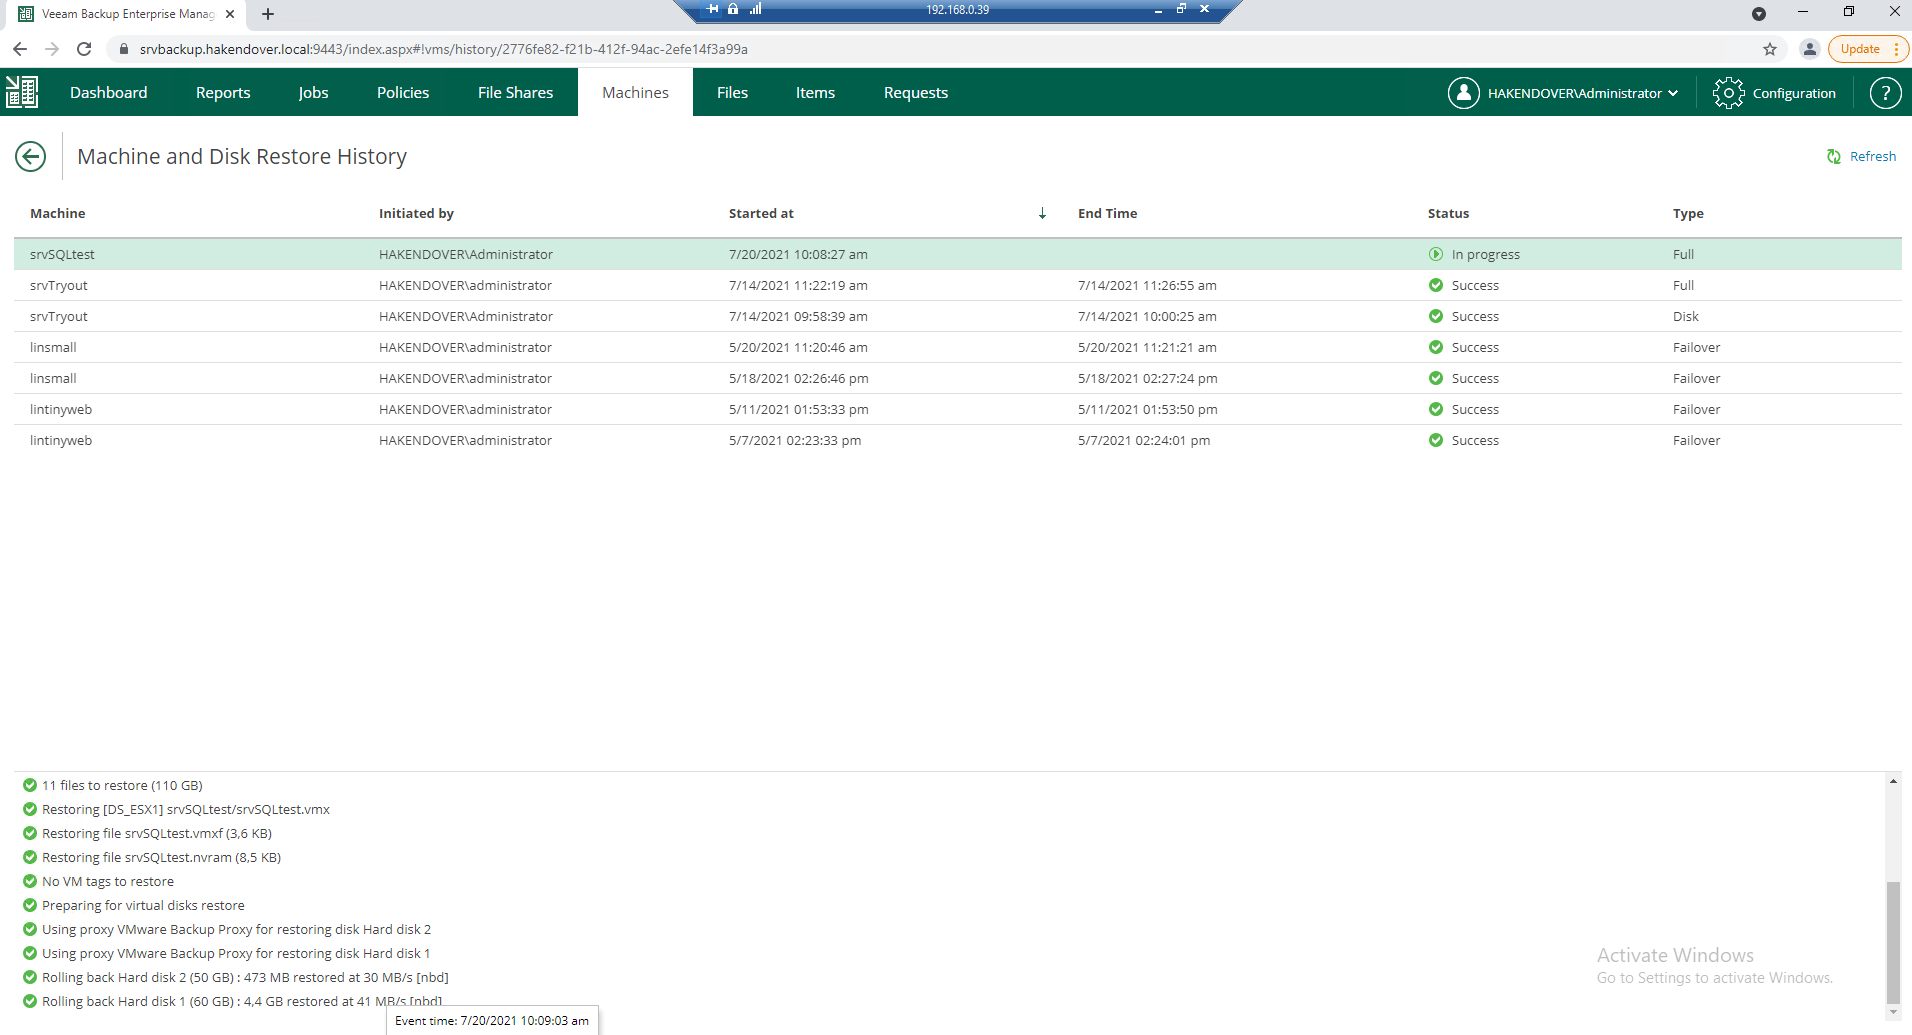 Veeam Backup Enterprise Manag
192.168.0.39
srvbackup.hakendover.local:9443/index.aspx#!vms/history/2776fe82-f21b-412f-94ac-2efe14f3a99a
Update
Dashboard Reports Jobs Policies File Shares Machines Files Items Requests HAKENDOVER\Administrator Configuration ?
Machine and Disk Restore History
Refresh
Machine Initiated by Started at End Time Status Type
srvSQLtest HAKENDOVER\Administrator 7/20/2021 10:08:27 am In progress Full
srvTryout HAKENDOVER\administrator 7/14/2021 11:22:19 am 7/14/2021 11:26:55 am Success Full
srvTryout HAKENDOVER\Administrator 7/14/2021 09:58:39 am 7/14/2021 10:00:25 am Success Disk
linsmall HAKENDOVER\administrator 5/20/2021 11:20:46 am 5/20/2021 11:21:21 am Success Failover
linsmall HAKENDOVER\administrator 5/18/2021 02:26:46 pm 5/18/2021 02:27:24 pm Success Failover
lintinyweb HAKENDOVER\administrator 5/11/2021 01:53:33 pm 5/11/2021 01:53:50 pm Success Failover
lintinyweb HAKENDOVER\administrator 5/7/2021 02:23:33 pm 5/7/2021 02:24:01 pm Success Failover
11 files to restore (110 GB)
Restoring [DS_ESX1] srvSQLtest/srvSQLtest.vmx
Restoring file srvSQLtest.vmxf (3,6 KB)
Restoring file srvSQLtest.nvram (8,5 KB)
No VM tags to restore
Preparing for virtual disks restore
Using proxy VMware Backup Proxy for restoring disk Hard disk 2
Using proxy VMware Backup Proxy for restoring disk Hard disk 1
Rolling back Hard disk 2 (50 GB) : 473 MB restored at 30 MB/s [nbd]
Rolling back Hard disk 1 (60 GB) : 4,4 GB restored at 41 MB/s [nbd]
Event time: 7/20/2021 10:09:03 am
Activate Windows
Go to Settings to activate Windows.